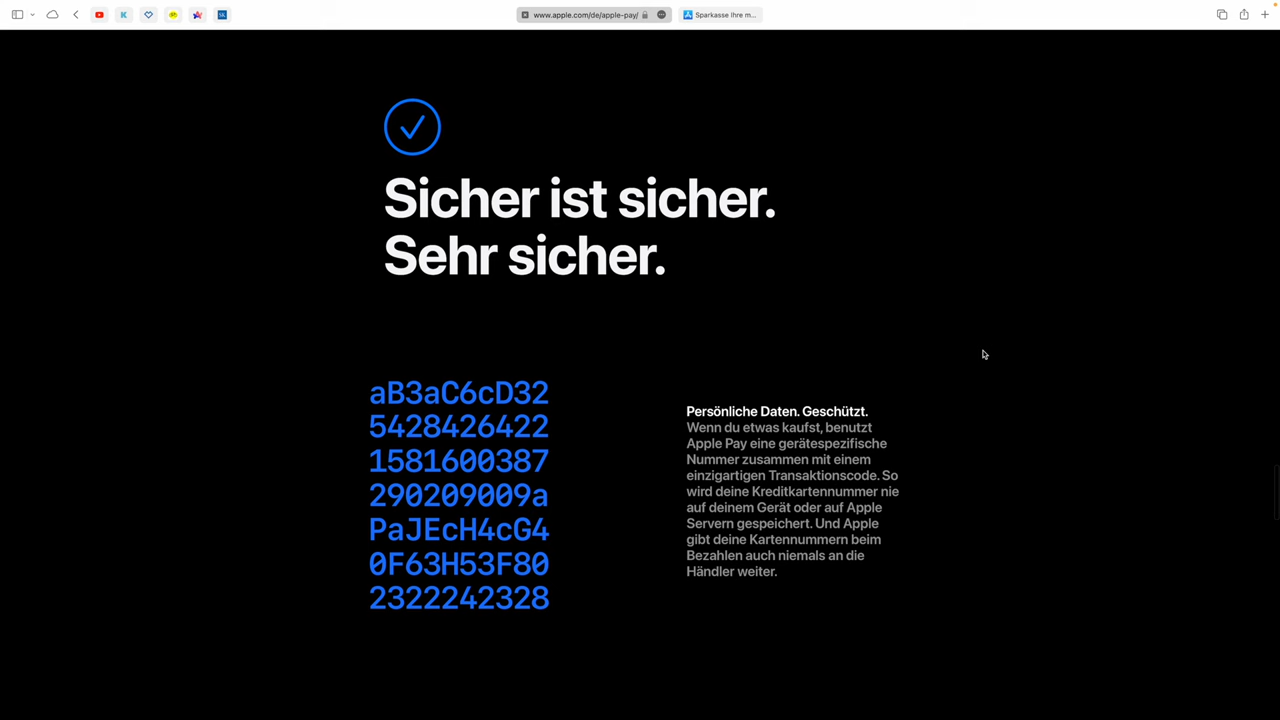 www.apple.com/de/apple-pay/
Sparkasse Ihre m...
Sicher ist sicher.
Sehr sicher.
aB3aC6cD32
5428426422
1581600387
290209009a
PaJEcH4cG4
0F63H53F80
2322242328
Persönliche Daten. Geschützt.
Wenn du etwas kaufst, benutzt
Apple Pay eine gerätespezifische
Nummer zusammen mit einem
einzigartigen Transaktionscode. So
wird deine Kreditkartennummer nie
auf deinem Gerät oder auf Apple
Servern gespeichert. Und Apple
gibt deine Kartennummern beim
Bezahlen auch niemals an die
Händler weiter.